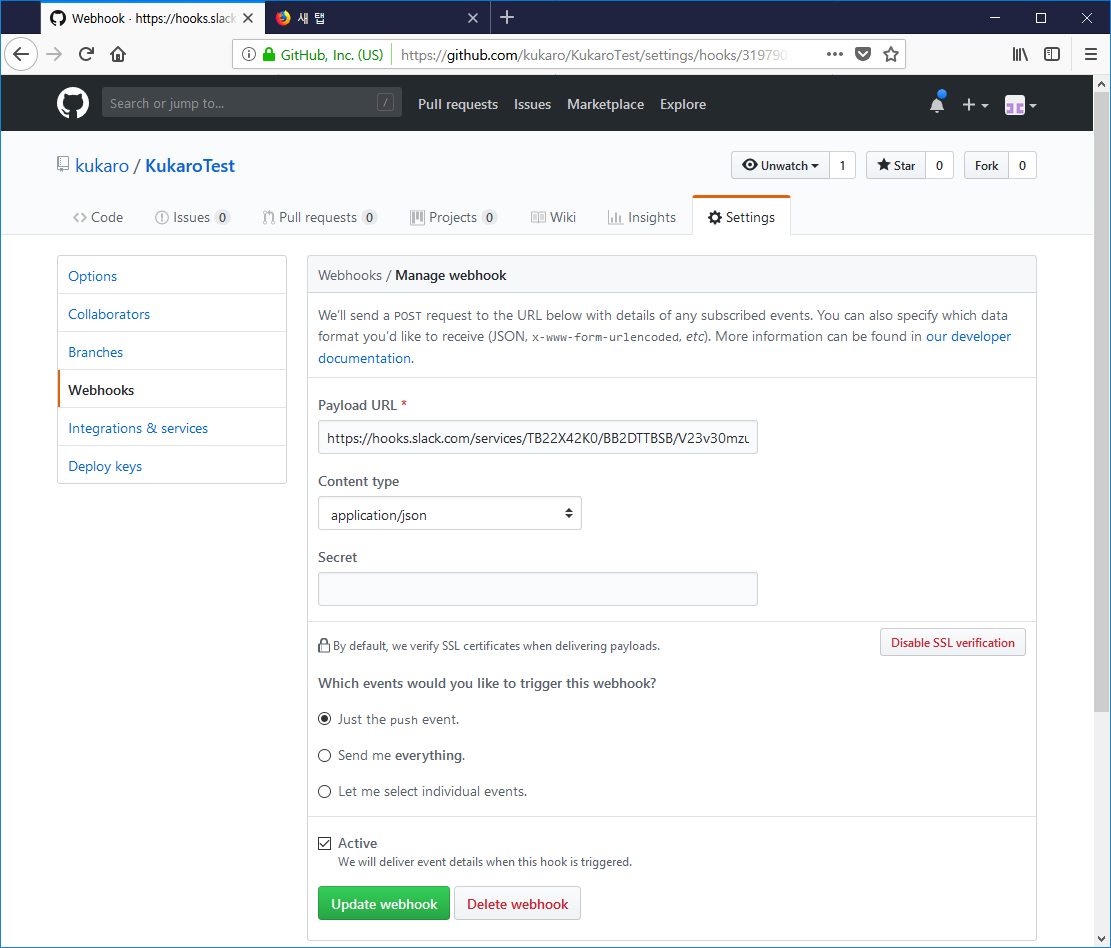 Webhook · https://hooks.slack
새 탭
GitHub, Inc. (US)
https://github.com/kukaro/KukaroTest/settings/hooks/319790
Search or jump to...
/
Pull requests
Issues
Marketplace
Explore
kukaro / KukaroTest
Unwatch
1
Star
0
Fork
0
Code
Issues 0
Pull requests 0
Projects 0
Wiki
Insights
Settings
Options
Collaborators
Branches
Webhooks
Integrations & services
Deploy keys
Webhooks / Manage webhook
We'll send a POST request to the URL below with details of any subscribed events. You can also specify which data
format you'd like to receive (JSON, x-www-form-urlencoded, etc). More information can be found in our developer
documentation.
Payload URL *
https://hooks.slack.com/services/TB22X42K0/BB2DTTBSB/V23v30mzu
Content type
application/json
Secret
By default, we verify SSL certificates when delivering payloads.
Disable SSL verification
Which events would you like to trigger this webhook?
Just the push event.
Send me everything.
Let me select individual events.
Active
We will deliver event details when this hook is triggered.
Update webhook
Delete webhook